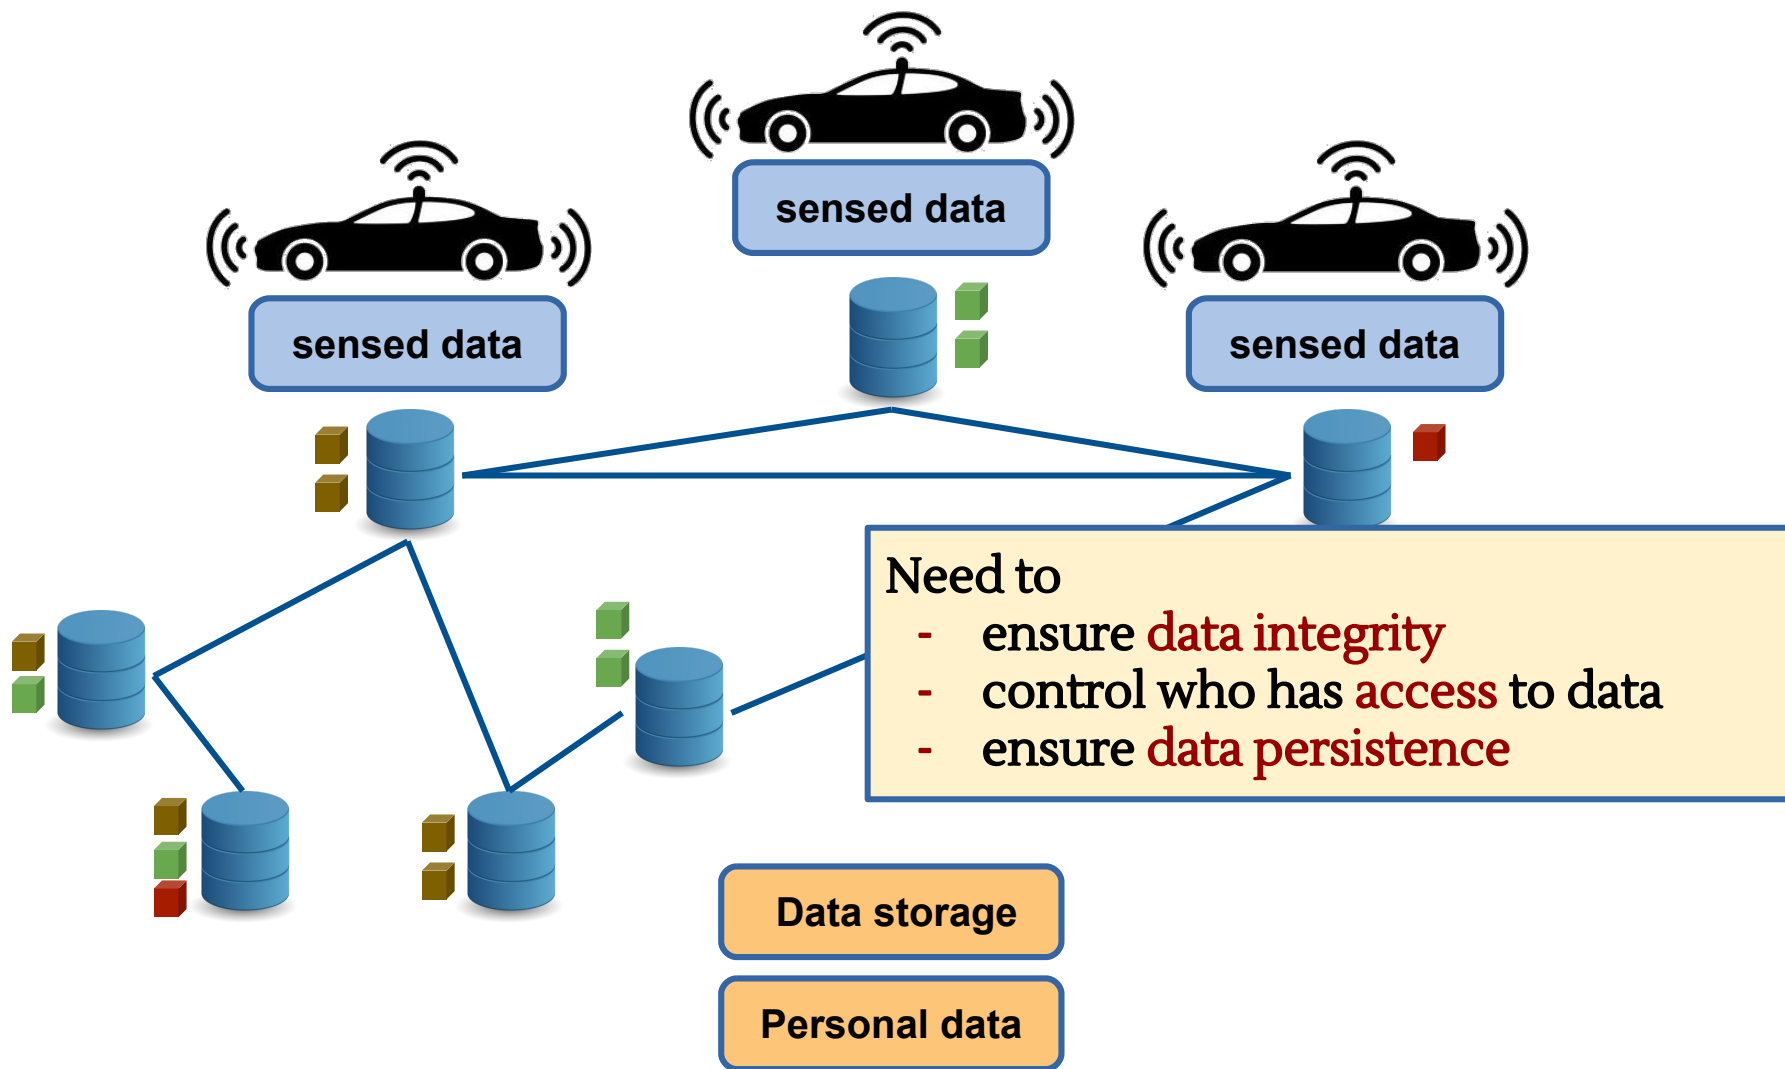 sensed data
sensed data
sensed data
Need to
- ensure data integrity
- control who has access to data
- ensure data persistence
Data storage
Personal data